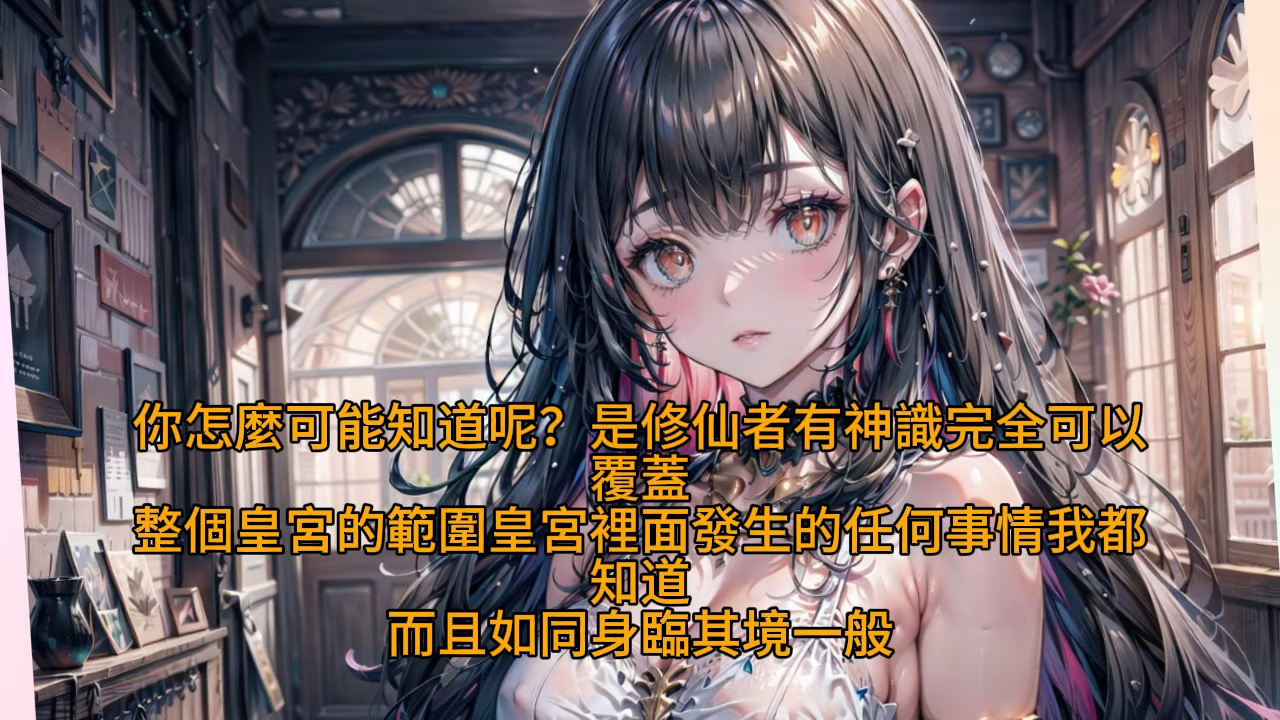 你怎麼可能知道呢？是修仙者有神識完全可以
覆蓋
整個皇宮的範圍皇宮裡面發生的任何事情我都
知道
而且如同身臨其境一般